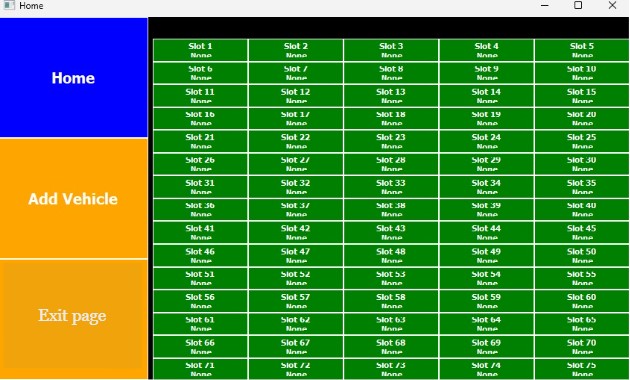 Home
Home
Add Vehicle
Exit page
Slot 1 Slot 2 Slot 3 Slot 4 Slot 5
None None None None None
Slot 6 Slot 7 Slot 8 Slot 9 Slot 10
None None None None None
Slot 11 Slot 12 Slot 13 Slot 14 Slot 15
None None None None None
Slot 16 Slot 17 Slot 18 Slot 19 Slot 20
None None None None None
Slot 21 Slot 22 Slot 23 Slot 24 Slot 25
None None None None None
Slot 26 Slot 27 Slot 28 Slot 29 Slot 30
None None None None None
Slot 31 Slot 32 Slot 33 Slot 34 Slot 35
None None None None None
Slot 36 Slot 37 Slot 38 Slot 39 Slot 40
None None None None None
Slot 41 Slot 42 Slot 43 Slot 44 Slot 45
None None None None None
Slot 46 Slot 47 Slot 48 Slot 49 Slot 50
None None None None None
Slot 51 Slot 52 Slot 53 Slot 54 Slot 55
None None None None None
Slot 56 Slot 57 Slot 58 Slot 59 Slot 60
None None None None None
Slot 61 Slot 62 Slot 63 Slot 64 Slot 65
None None None None None
Slot 66 Slot 67 Slot 68 Slot 69 Slot 70
None None None None None
Slot 71 Slot 72 Slot 73 Slot 74 Slot 75
None None None None None